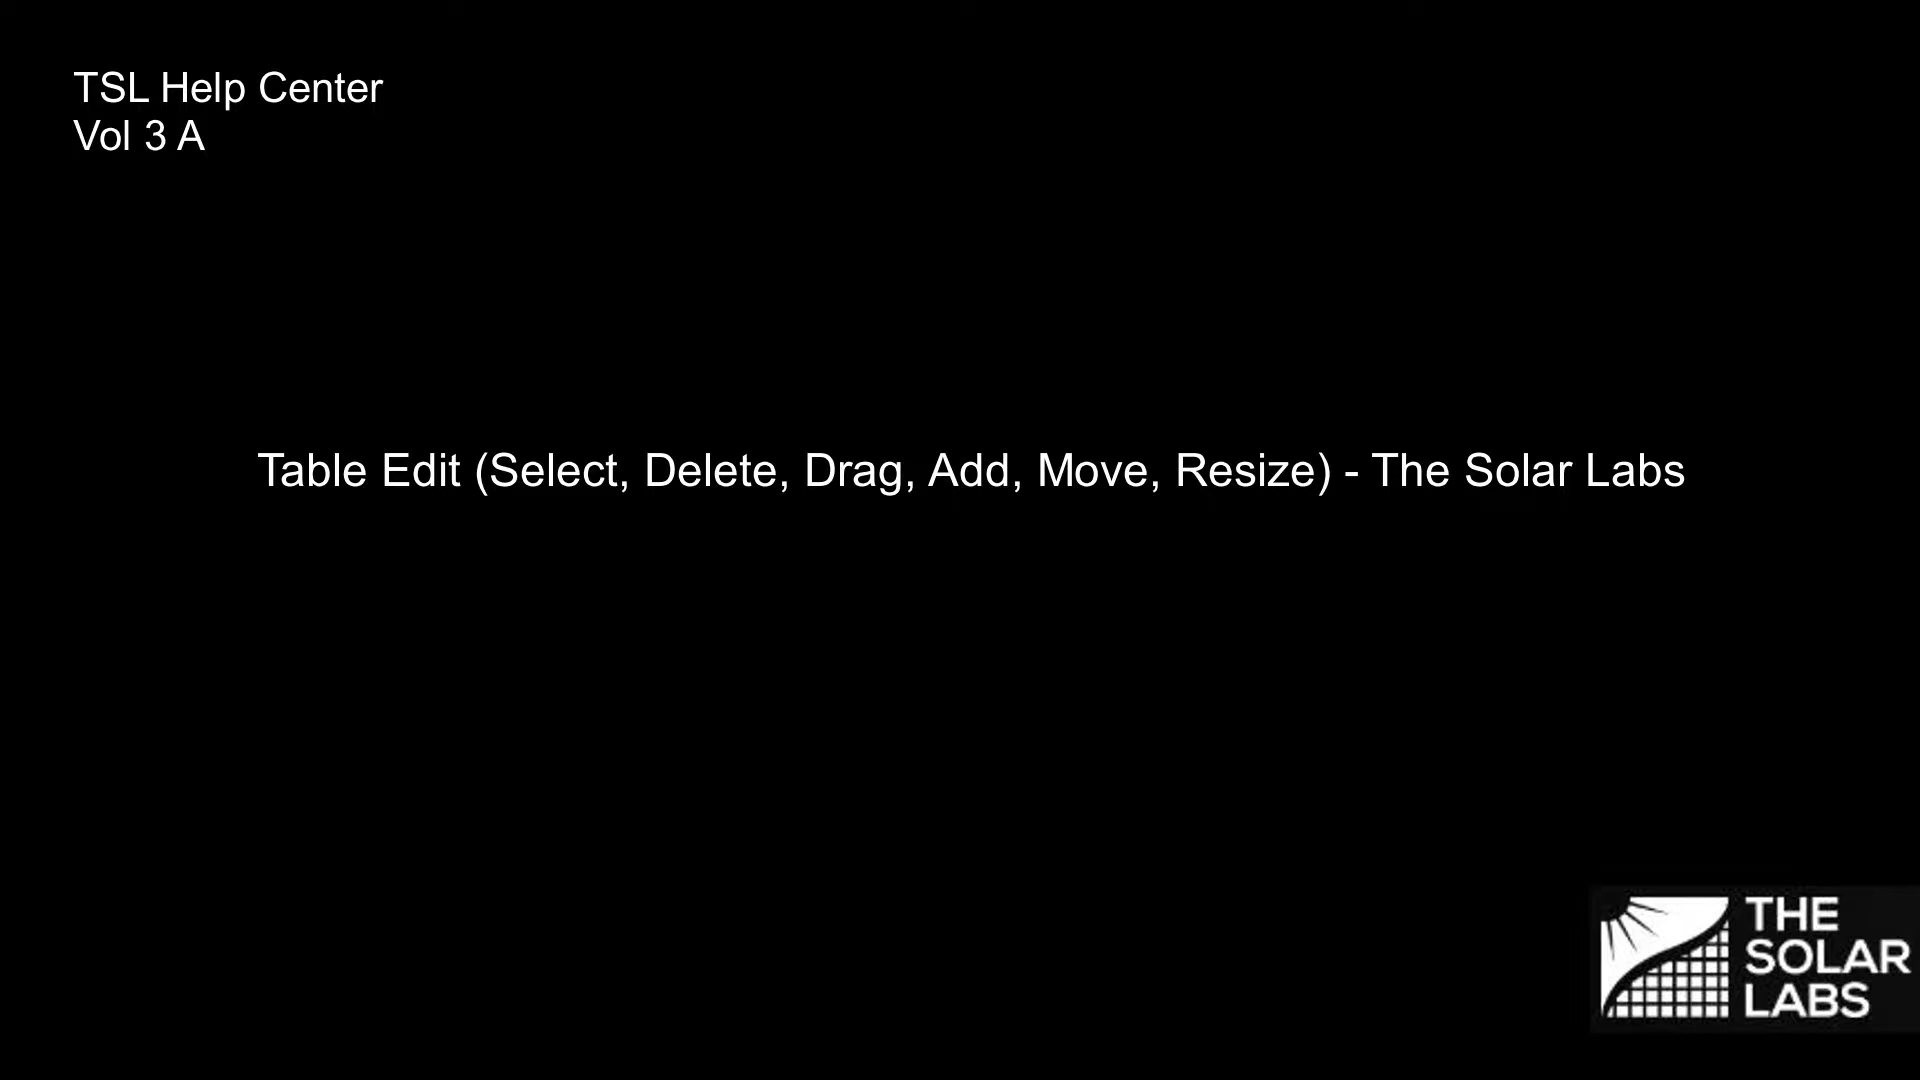 TSL Help Center
Vol 3 A
Table Edit (Select, Delete, Drag, Add, Move, Resize) - The Solar Labs
THE
SOLAR
LABS